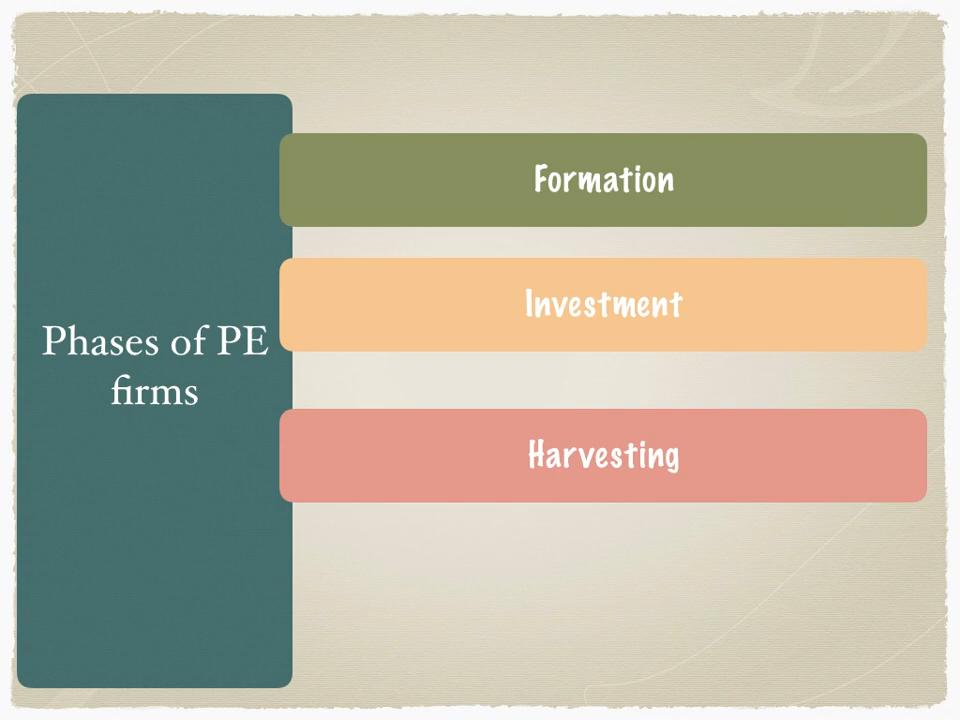 Phases of PE
firms
Formation
Investment
Harvesting